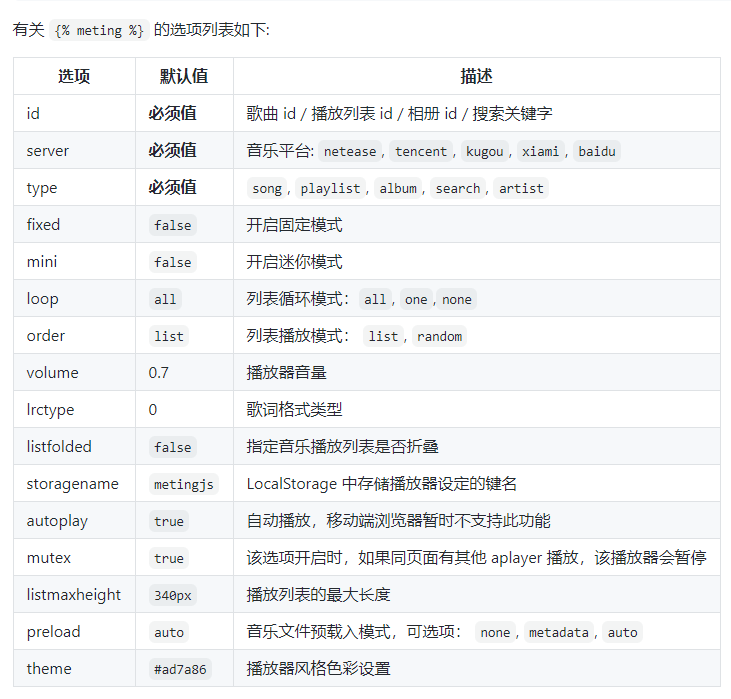 有关 {% meting %} 的选项列表如下:
选项 默认值 描述
id 必须值 歌曲 id / 播放列表 id / 相册 id / 搜索关键字
server 必须值 音乐平台: netease, tencent, kugou, xiami, baidu
type 必须值 song, playlist, album, search, artist
fixed false 开启固定模式
mini false 开启迷你模式
loop all 列表循环模式： all, one, none
order list 列表播放模式： list, random
volume 0.7 播放器音量
lrctype 0 歌词格式类型
listfolded false 指定音乐播放列表是否折叠
storagename metingjs LocalStorage 中存储播放器设定的键名
autoplay true 自动播放，移动端浏览器暂时不支持此功能
mutex true 该选项开启时，如果同页面有其他 aplayer 播放，该播放器会暂停
listmaxheight 340px 播放列表的最大长度
preload auto 音乐文件预载入模式，可选项： none, metadata, auto
theme #ad7a86 播放器风格色彩设置